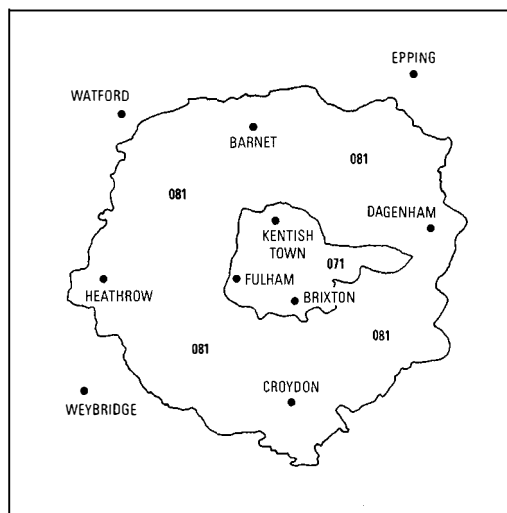 EPPING
WATFORD
BARNET
081
081
DAGENHAM
KENTISH
TOWN
071
FULHAM
HEATHROW
BRIXTON
081
081
CROYDON
WEYBRIDGE